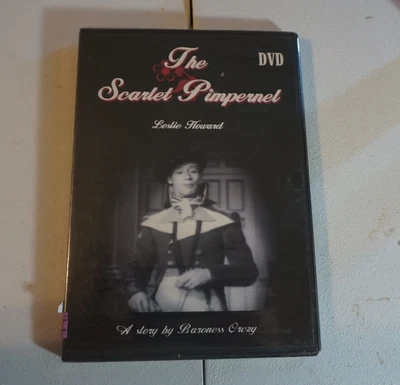 The
DVD
Scarlet Pimpernel
Leslie Howard
A story by Baroness Orczy